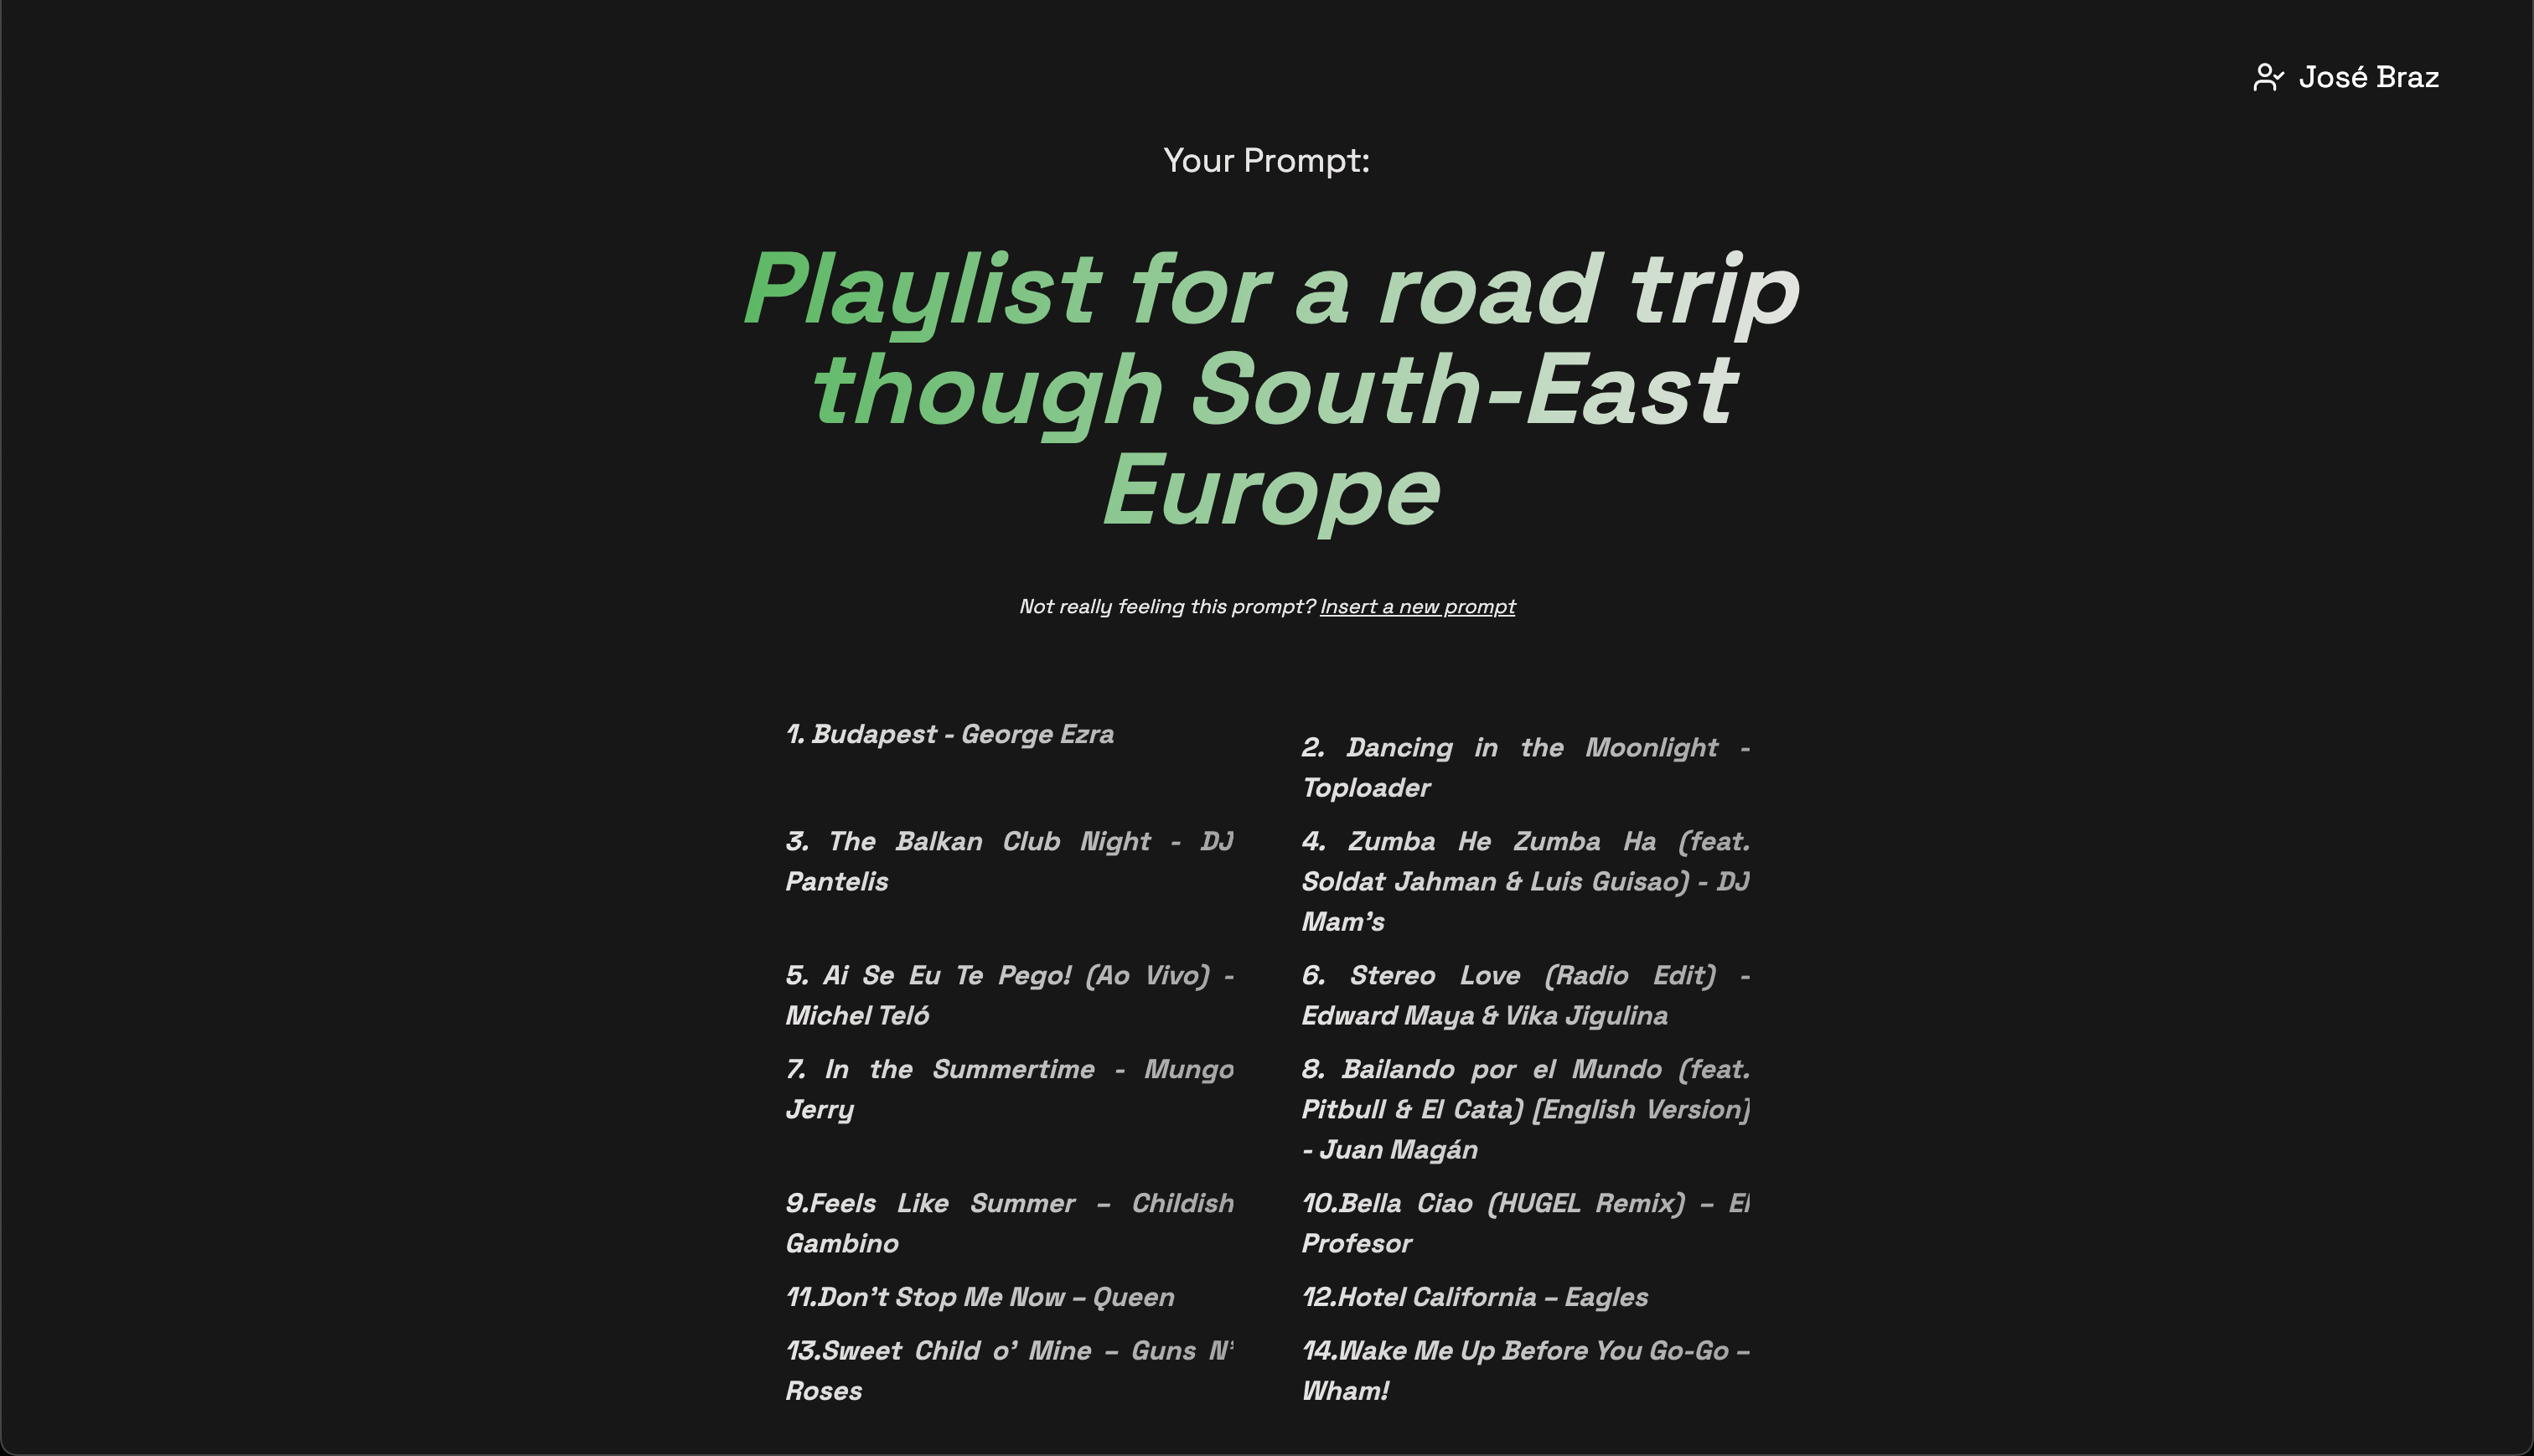 José Braz
Your Prompt:
Playlist for a road trip
though South-East
Europe
Not really feeling this prompt? Insert a new prompt
1. Budapest - George Ezra
2. Dancing in the Moonlight -
Toploader
3. The Balkan Club Night - DJ
Pantelis
4. Zumba He Zumba Ha (feat.
Soldat Jahman & Luis Guisao) - DJ
Mam's
5. Ai Se Eu Te Pego! (Ao Vivo) -
Michel Teló
6. Stereo Love (Radio Edit) -
Edward Maya & Vika Jigulina
7. In the Summertime - Mungo
Jerry
8. Bailando por el Mundo (feat.
Pitbull & El Cata) [English Version]
- Juan Magán
9.Feels Like Summer – Childish
Gambino
10.Bella Ciao (HUGEL Remix) – El
Profesor
11.Don't Stop Me Now – Queen
12.Hotel California – Eagles
13.Sweet Child o' Mine – Guns N'
Roses
14.Wake Me Up Before You Go-Go –
Wham!